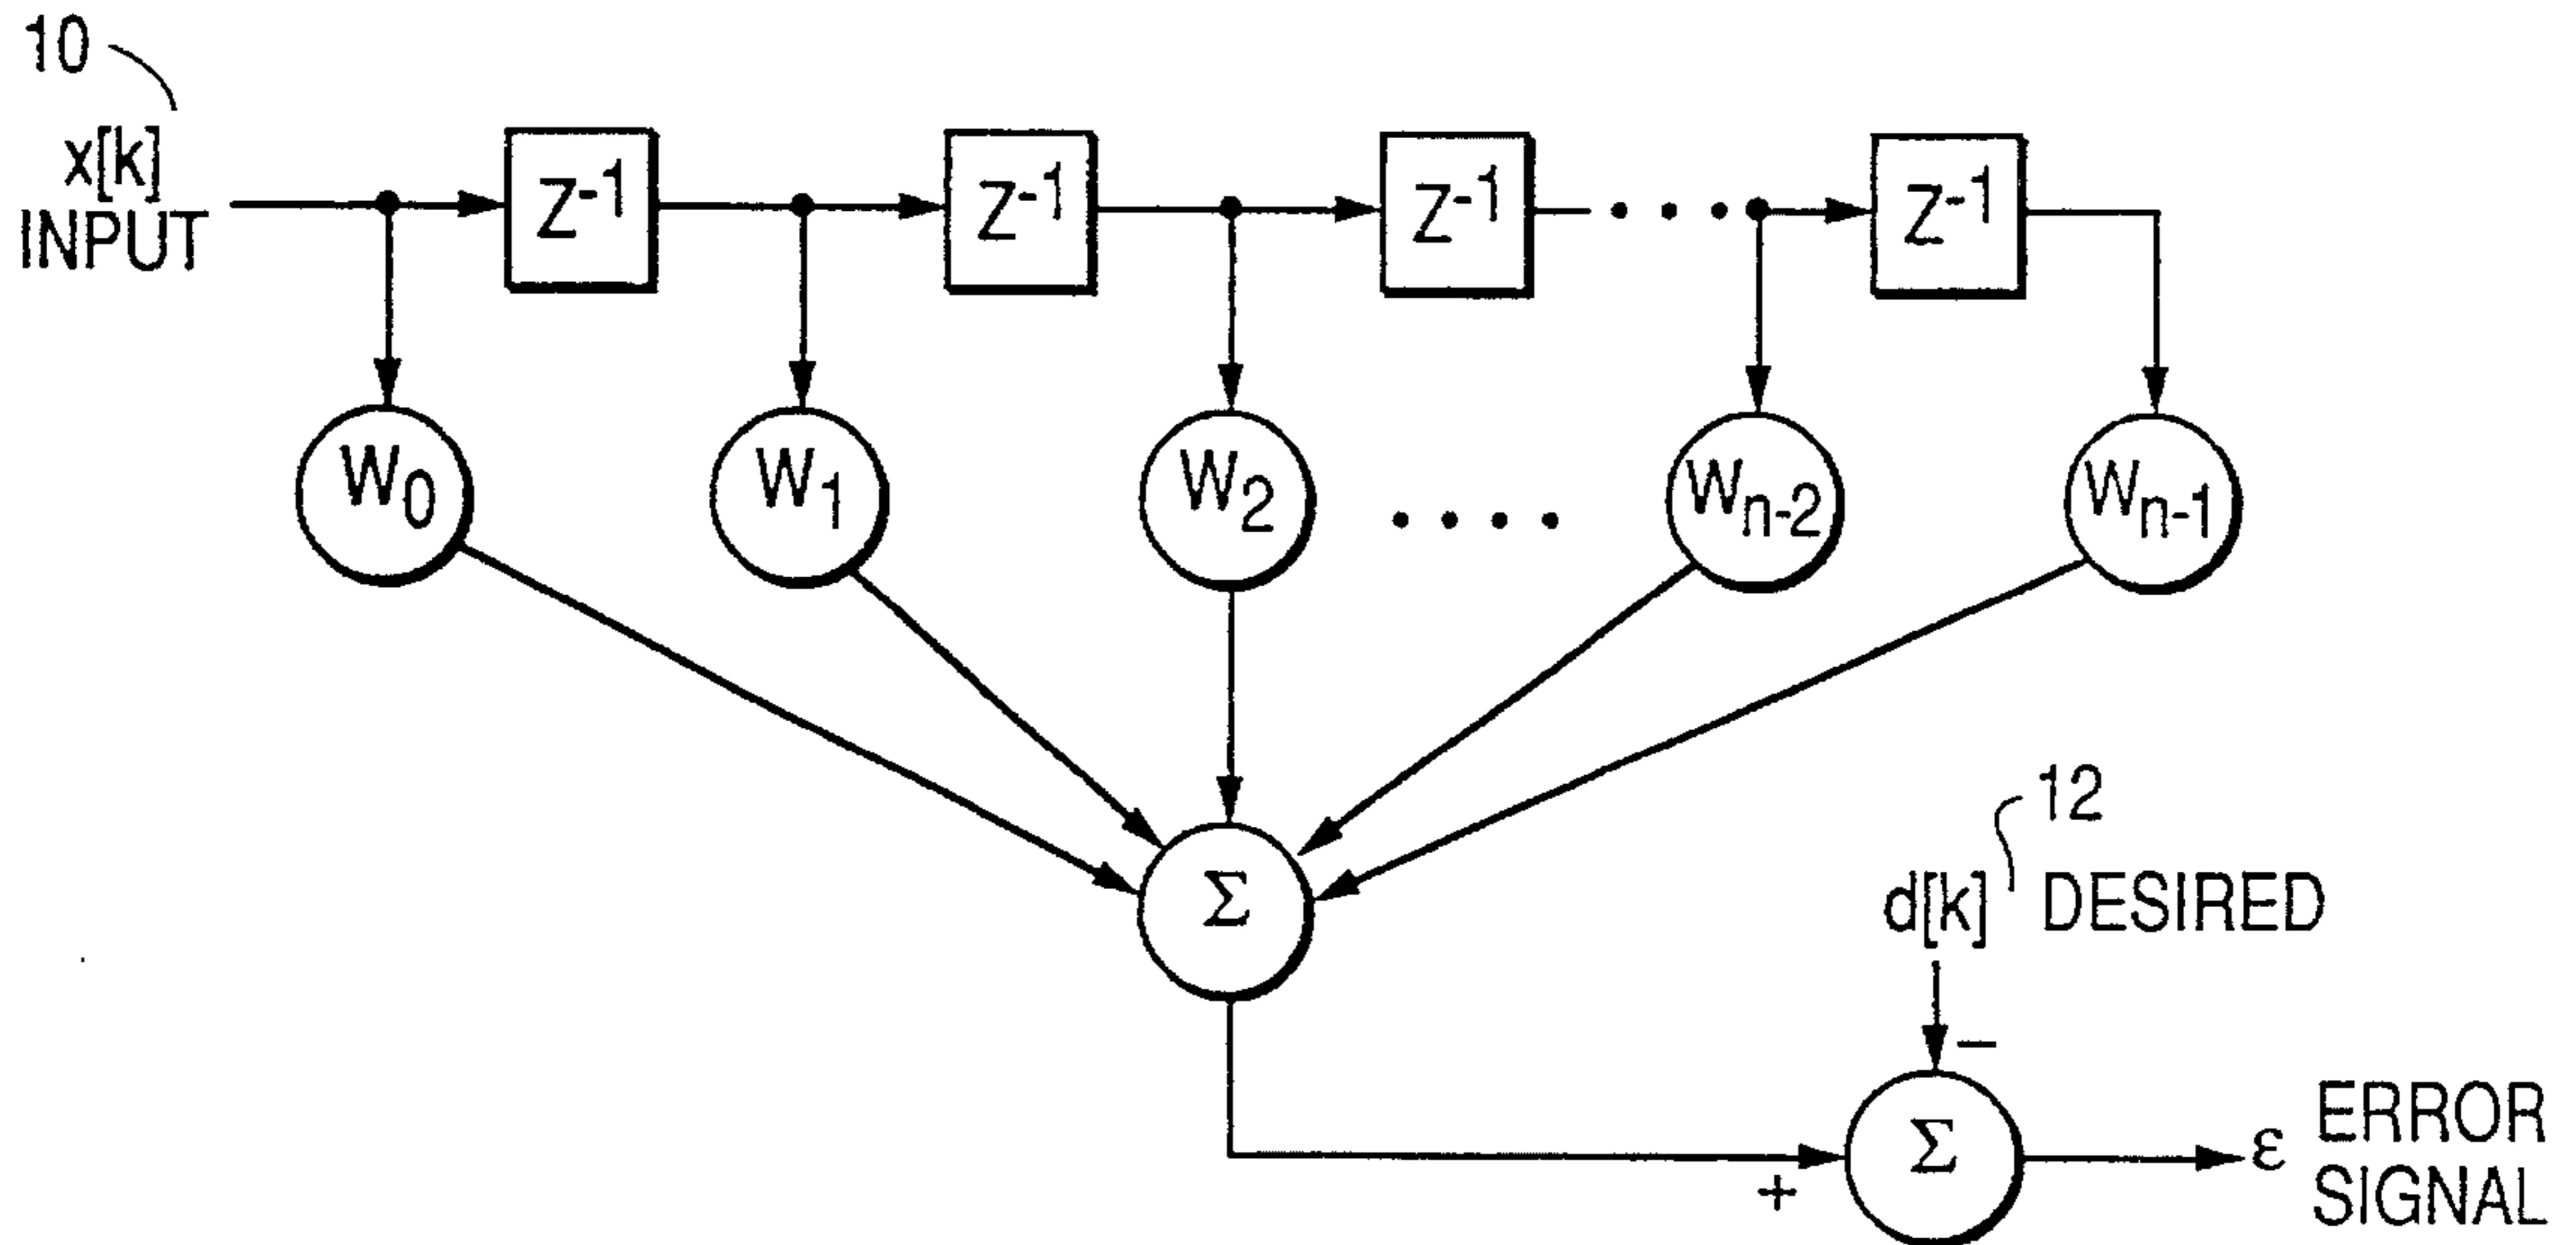 10
x[k]
INPUT
Z⁻¹ Z⁻¹ Z⁻¹ . . . Z⁻¹
W₀ W₁ W₂ . . . . Wₙ₋₂ Wₙ₋₁
12
Σ d[k] DESIRED
−
+ Σ ε ERROR
SIGNAL